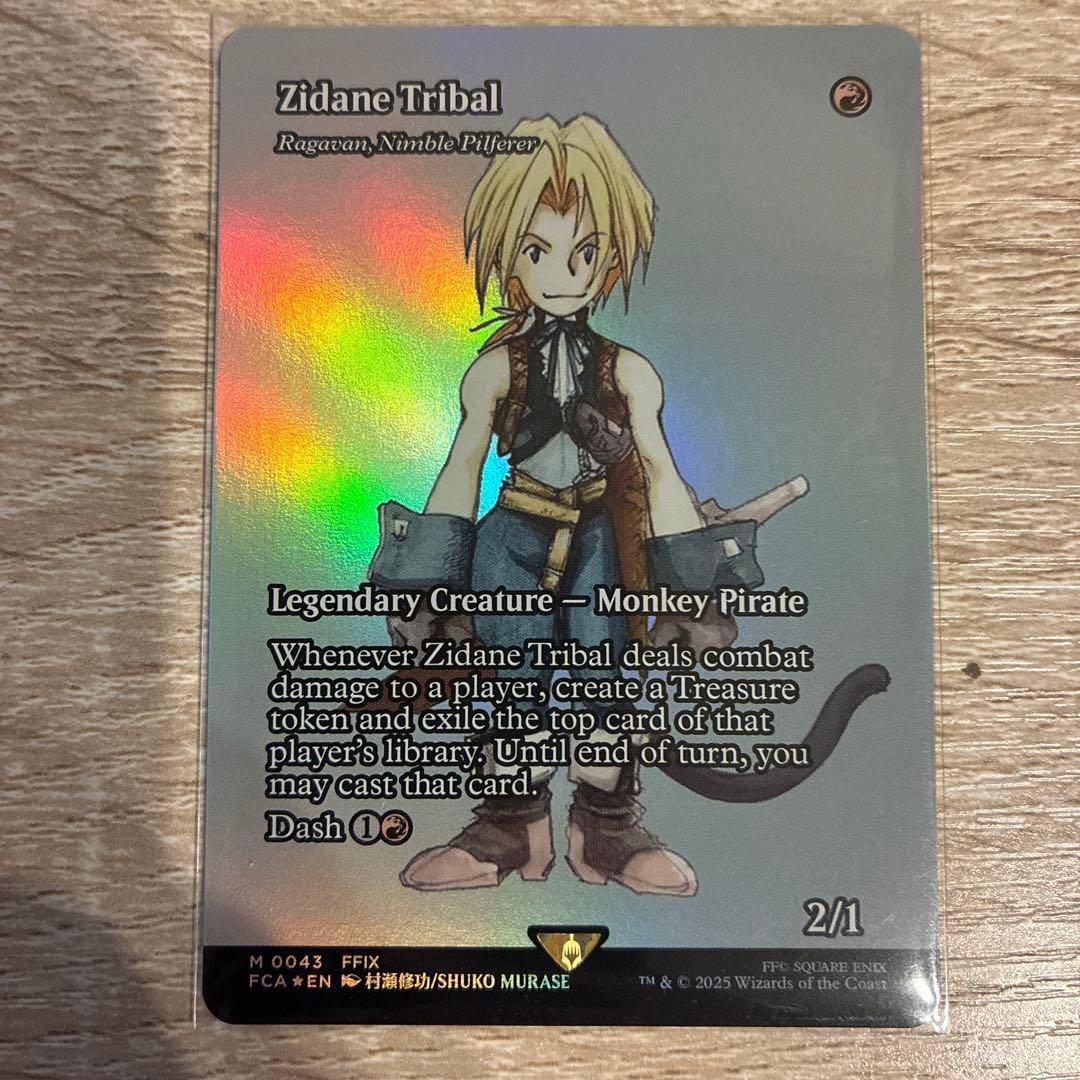 Zidane Tribal
Ragavan, Nimble Pilferer
Legendary Creature — Monkey Pirate
Whenever Zidane Tribal deals combat
damage to a player, create a Treasure
token and exile the top card of that
player's library. Until end of turn, you
may cast that card.
Dash 1
2/1
M 0043 FFIX
FCA ★ EN 村瀬修功/SHUKO MURASE
FF© SQUARE ENIX
™ & © 2025 Wizards of the Coast